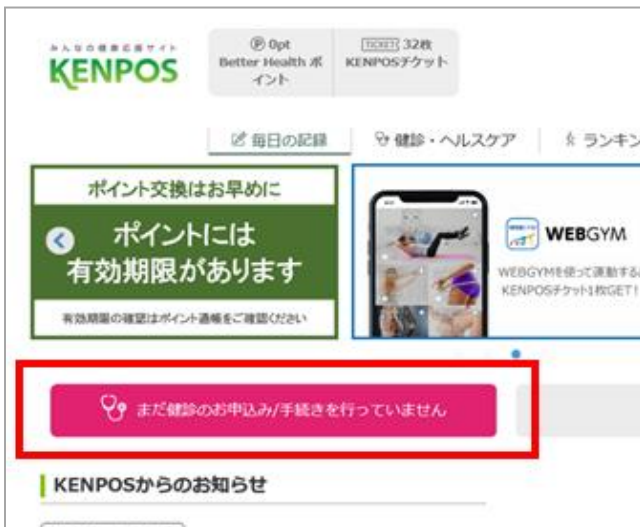 みんなの健康応援サイト
KENPOS
Ⓟ 0pt
Better Health ポ
イント
TICKET 32枚
KENPOSチケット
毎日の記録
健診・ヘルスケア
ランキン
ポイント交換はお早めに
ポイントには
有効期限があります
有効期限の確認はポイント通帳をご確認ください
WEBGYM
WEBGYMを使って運動する
KENPOSチケット1枚GET!
まだ健診のお申込み/手続きを行っていません
KENPOSからのお知らせ